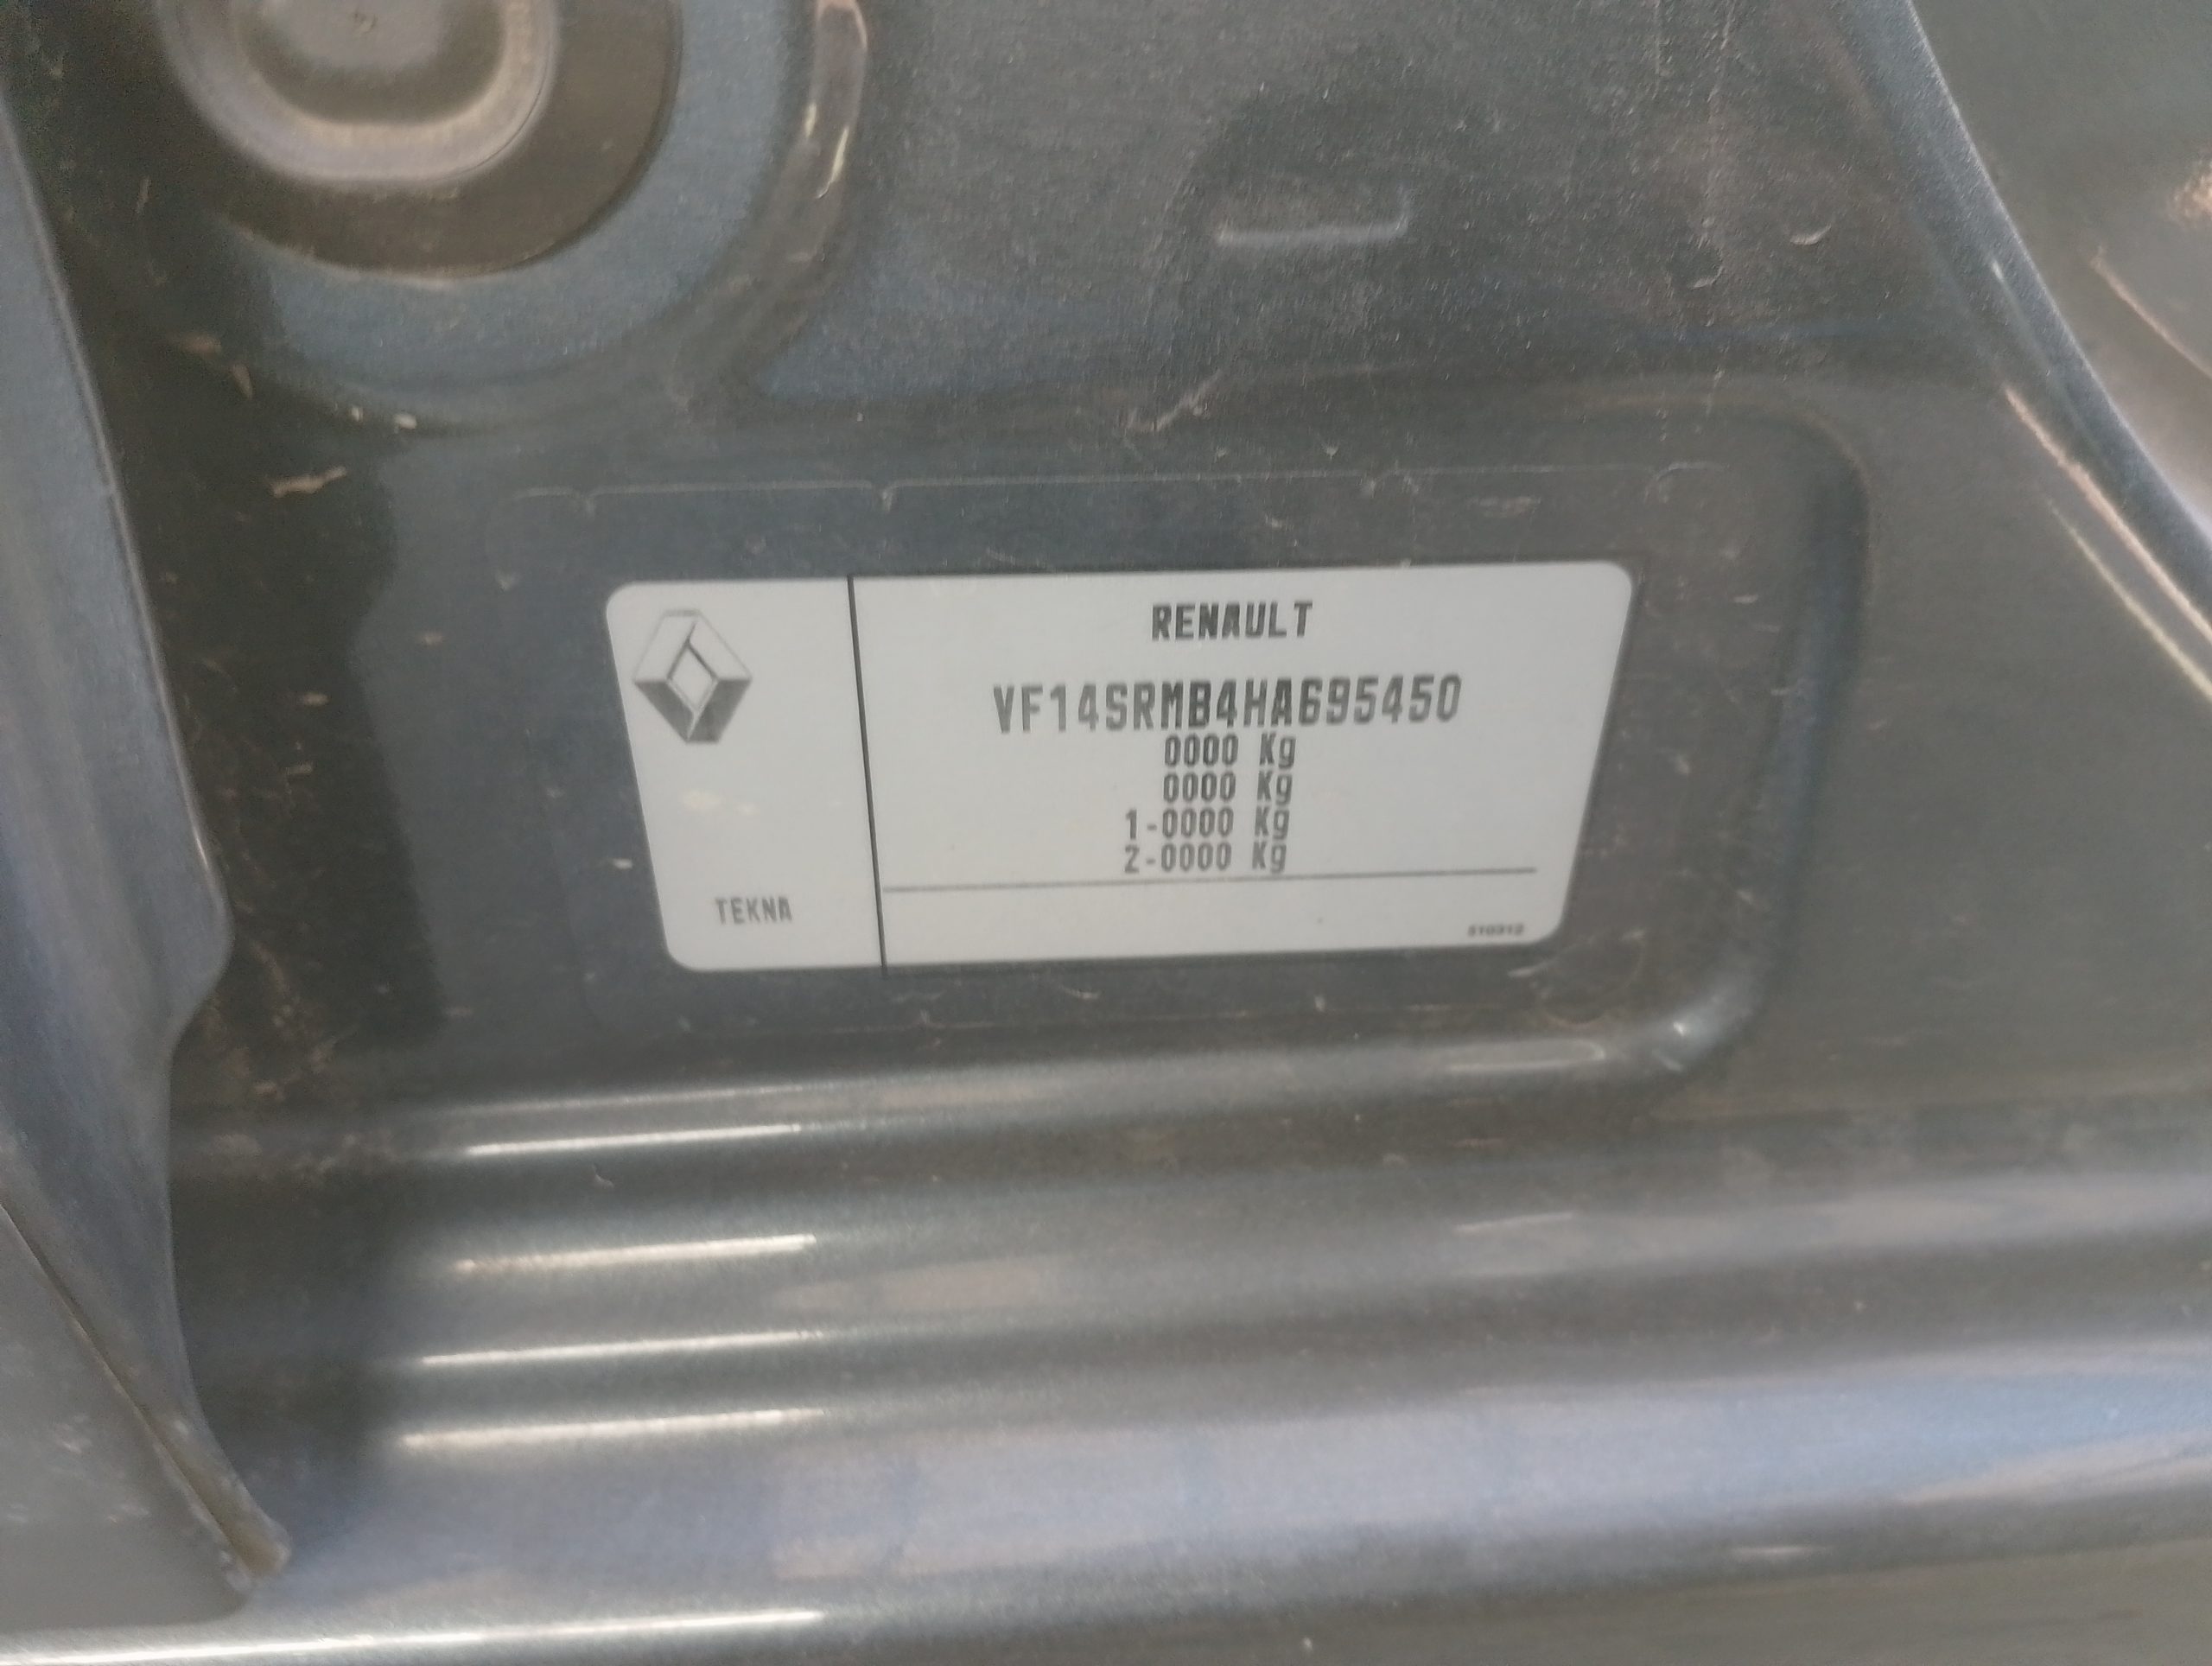 RENAULT
VF14SRMB4HA695450
0000 Kg
0000 Kg
1-0000 Kg
2-0000 Kg
TEKNA